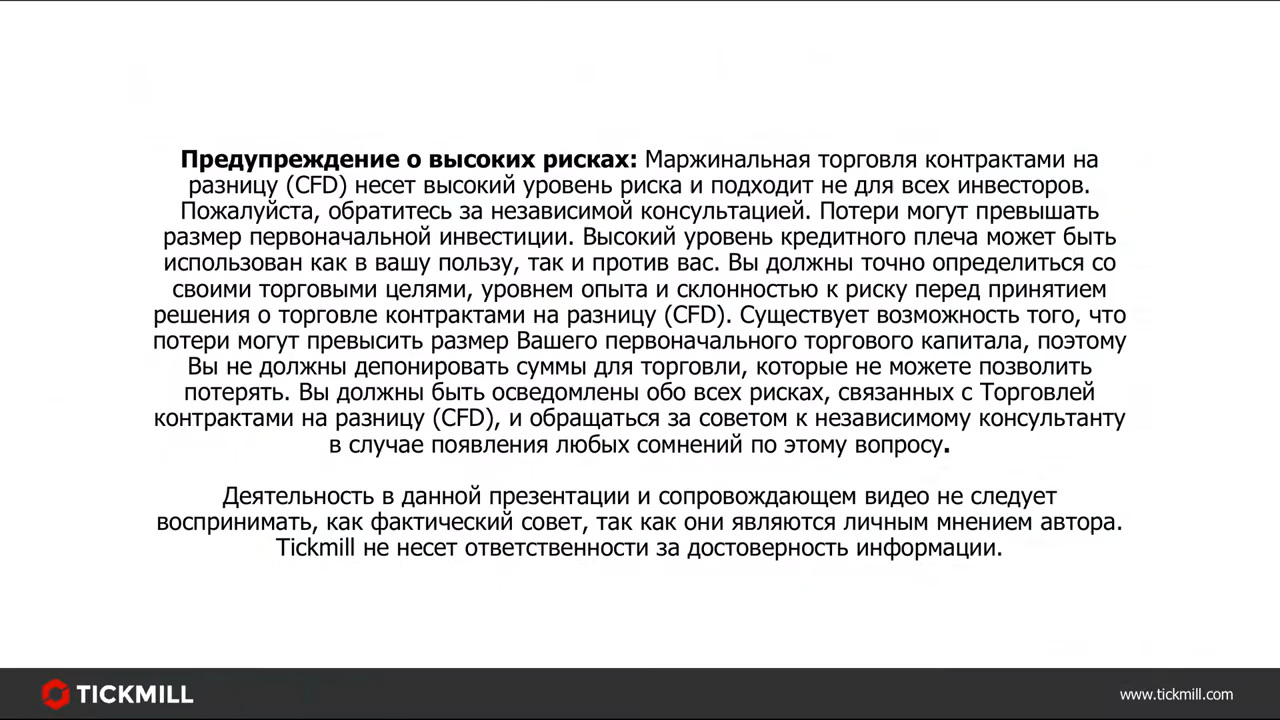 Предупреждение о высоких рисках: Маржинальная торговля контрактами на
разницу (CFD) несет высокий уровень риска и подходит не для всех инвесторов.
Пожалуйста, обратитесь за независимой консультацией. Потери могут превышать
размер первоначальной инвестиции. Высокий уровень кредитного плеча может быть
использован как в вашу пользу, так и против вас. Вы должны точно определиться со
своими торговыми целями, уровнем опыта и склонностью к риску перед принятием
решения о торговле контрактами на разницу (CFD). Существует возможность того, что
потери могут превысить размер Вашего первоначального торгового капитала, поэтому
Вы не должны депонировать суммы для торговли, которые не можете позволить
потерять. Вы должны быть осведомлены обо всех рисках, связанных с Торговлей
контрактами на разницу (CFD), и обращаться за советом к независимому консультанту
в случае появления любых сомнений по этому вопросу.
Деятельность в данной презентации и сопровождающем видео не следует
воспринимать, как фактический совет, так как они являются личным мнением автора.
Tickmill не несет ответственности за достоверность информации.
TICKMILL
www.tickmill.com